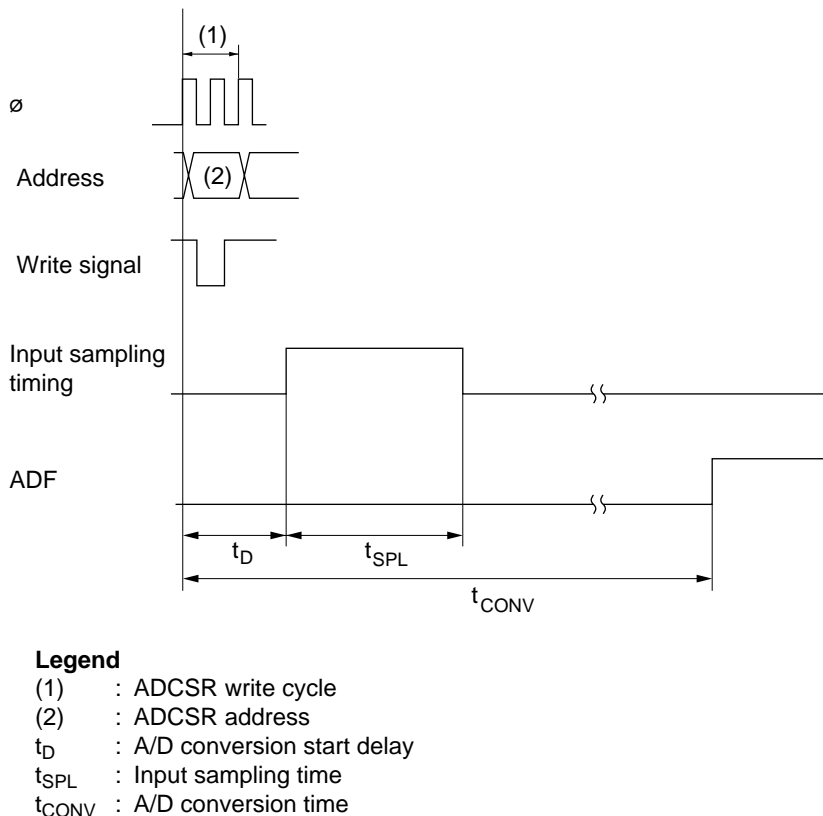 (1)
ø
Address
(2)
Write signal
Input sampling
timing
ADF
tD
tSPL
tCONV
Legend
(1) : ADCSR write cycle
(2) : ADCSR address
tD : A/D conversion start delay
tSPL : Input sampling time
tCONV : A/D conversion time